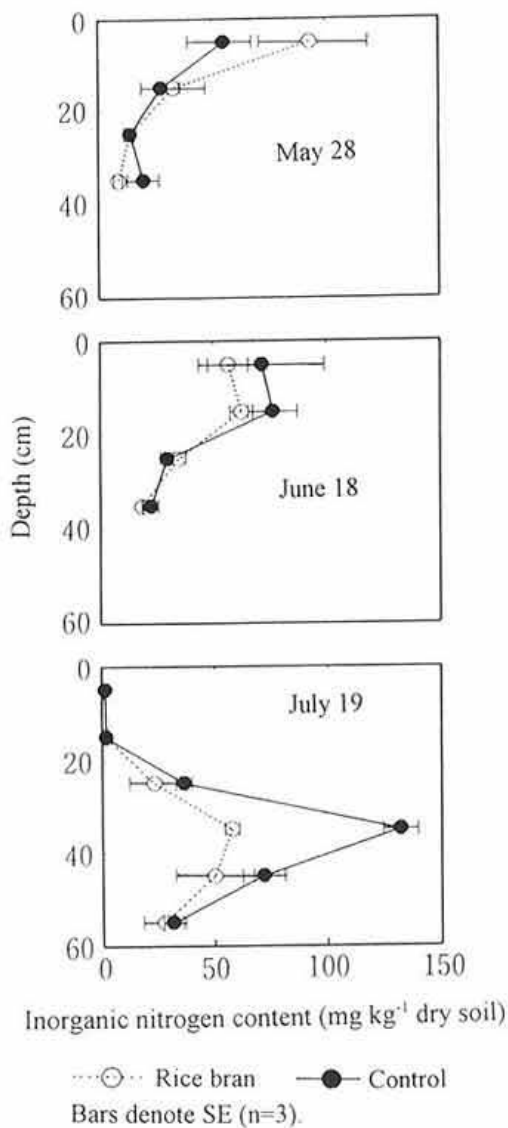 0
20
40
60
May 28
0
20
40
60
June 18
Depth (cm)
0
20
40
60
July 19
0 50 100 150
Inorganic nitrogen content (mg kg⁻¹ dry soil)
Rice bran Control
Bars denote SE (n=3).